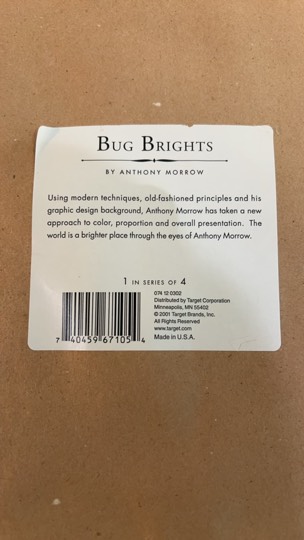 BUG BRIGHTS
BY ANTHONY MORROW
Using modern techniques, old-fashioned principles and his
graphic design background, Anthony Morrow has taken a new
approach to color, proportion and overall presentation. The
world is a brighter place through the eyes of Anthony Morrow.
1 IN SERIES OF 4
074 12 0302
Distributed by Target Corporation
Minneapolis, MN 55402
© 2001 Target Brands, Inc.
All Rights Reserved
www.target.com
Made in U.S.A.
7 40459 67105 4